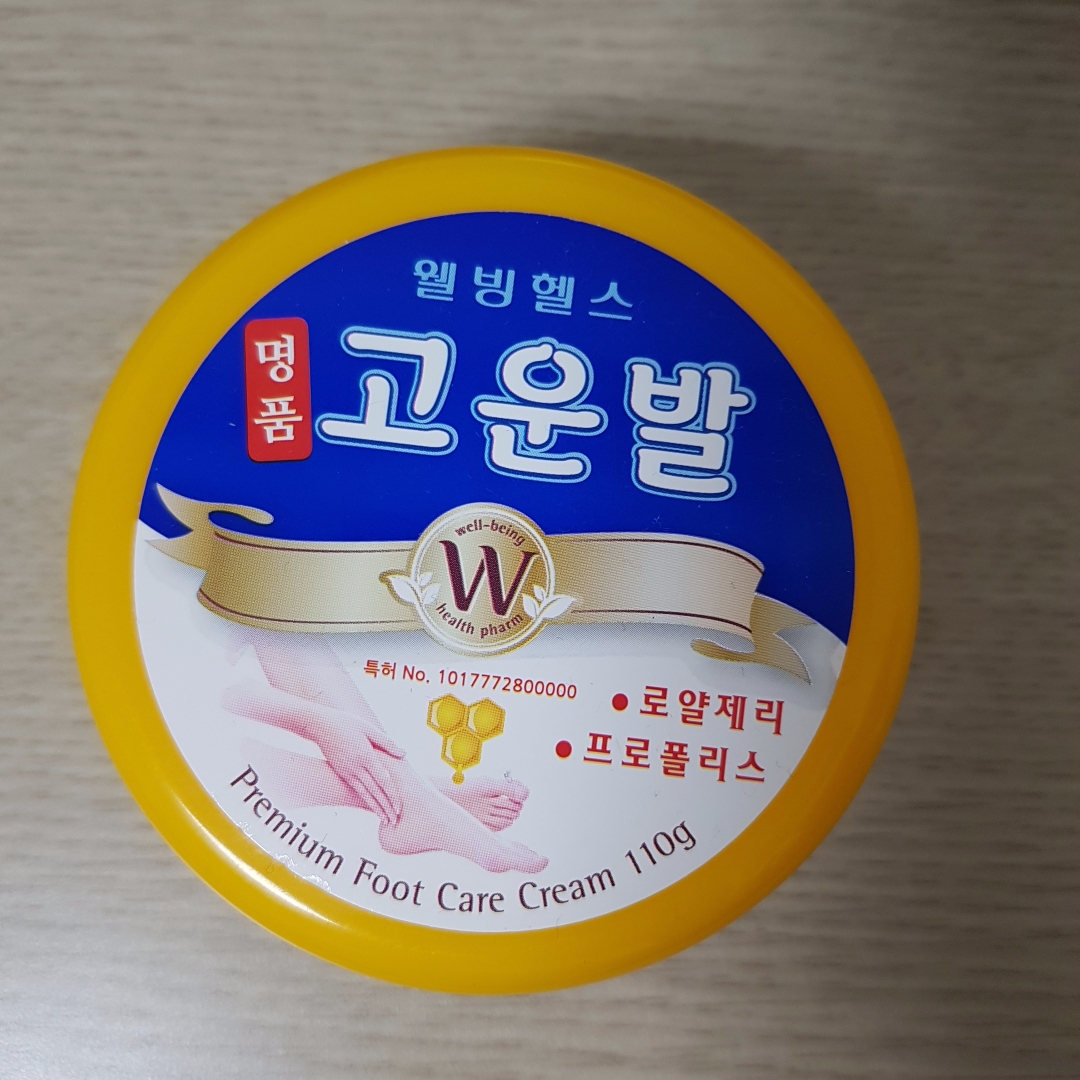 웰빙헬스
명품
고운발
well-being
W
health pharm
특허 No. 1017772800000
• 로얄제리
• 프로폴리스
Premium Foot Care Cream 110g